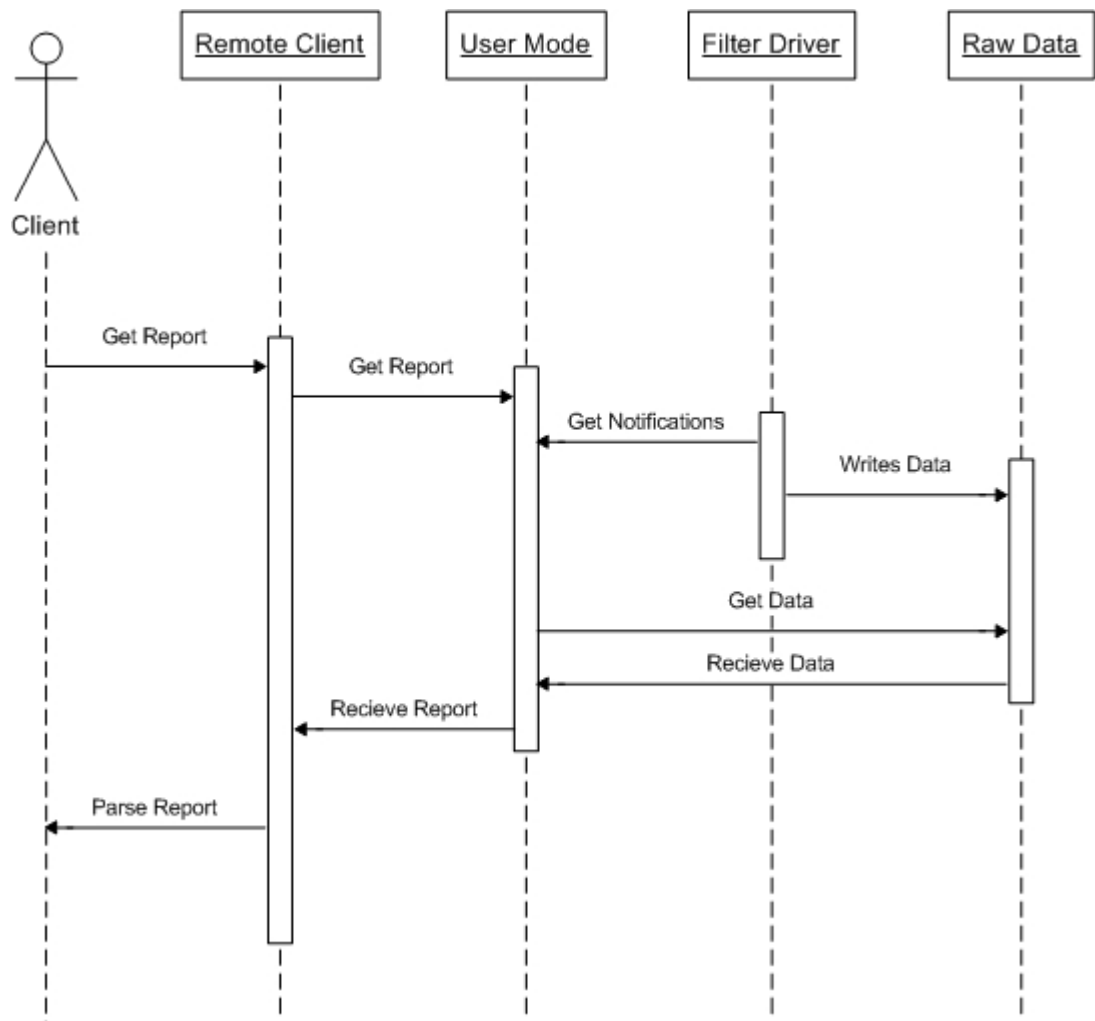 Remote Client
User Mode
Filter Driver
Raw Data
Client
Get Report
Get Report
Get Notifications
Writes Data
Get Data
Recieve Data
Recieve Report
Parse Report